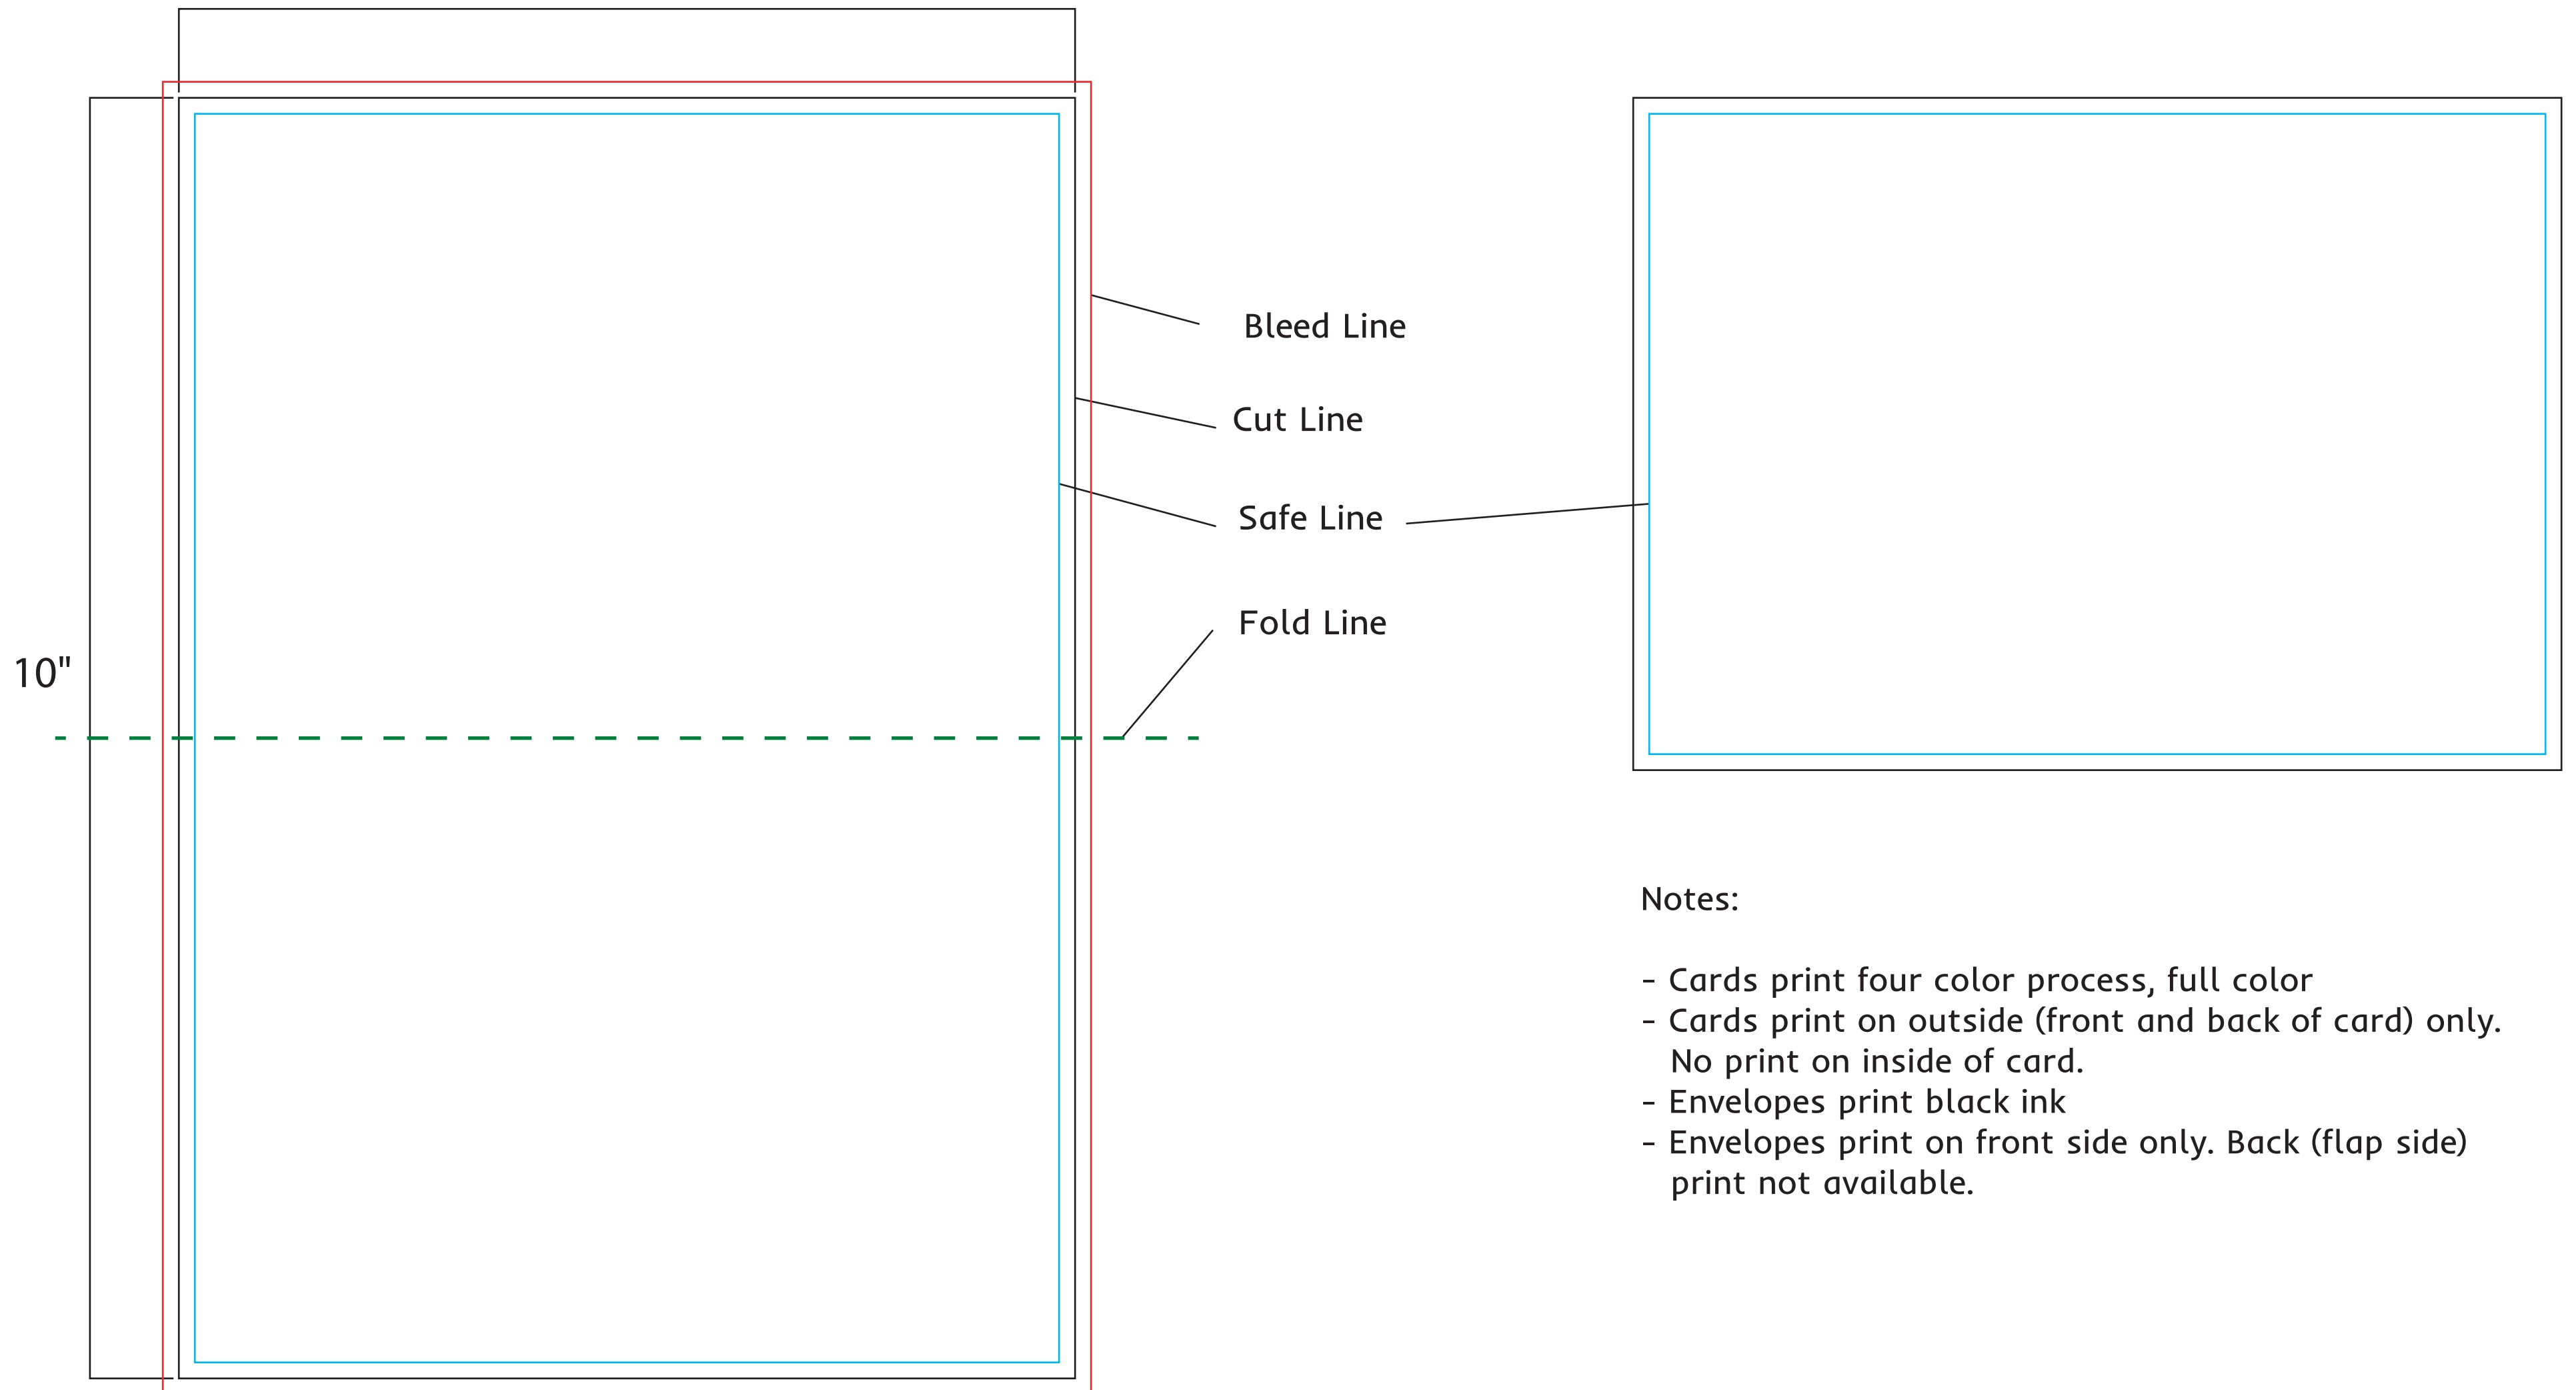 Bleed Line
Cut Line
Safe Line
Fold Line
10"
Notes:
- Cards print four color process, full color
- Cards print on outside (front and back of card) only.
No print on inside of card.
- Envelopes print black ink
- Envelopes print on front side only. Back (flap side)
print not available.